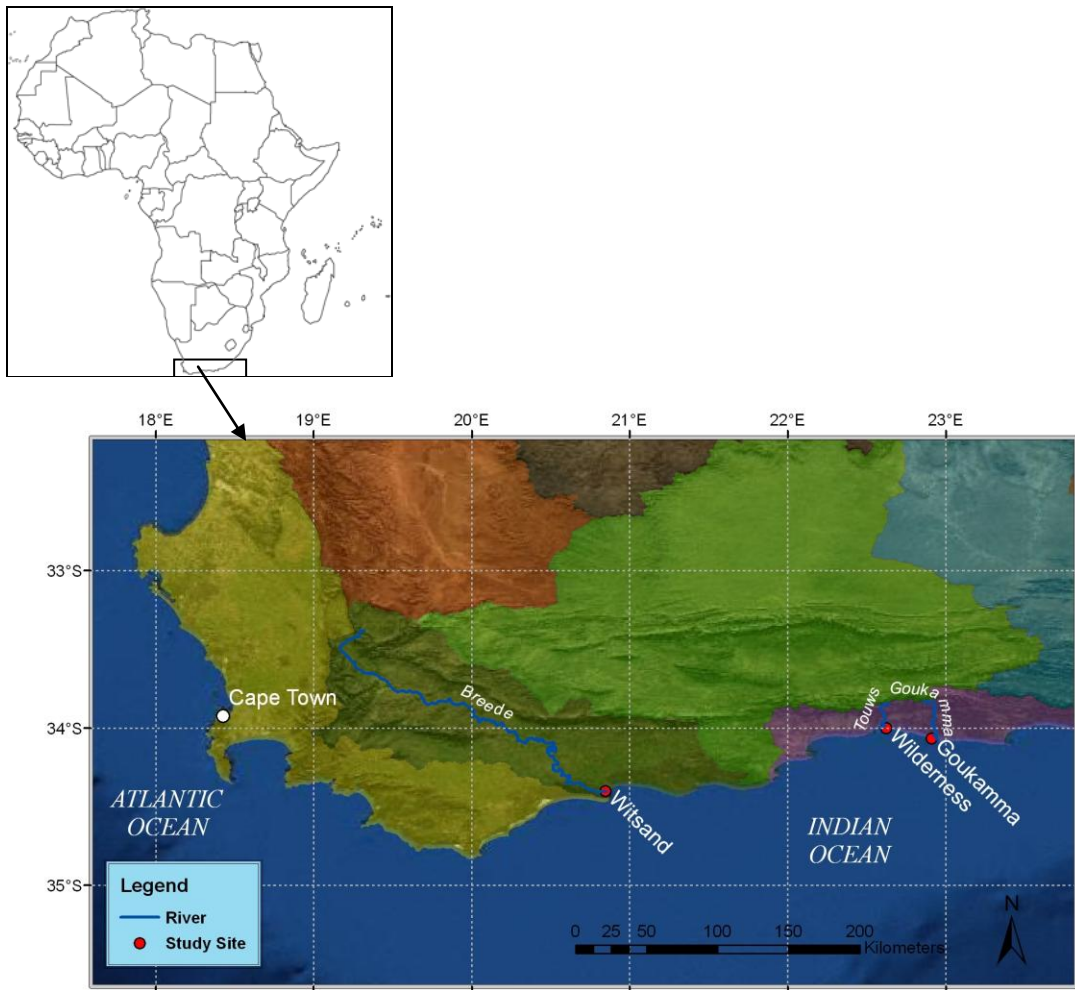 18°E 19°E 20°E 21°E 22°E 23°E
33°S
34°S
35°S
Cape Town
Breede
Touws
Goukamma
Witsand
Wilderness
Goukamma
ATLANTIC
OCEAN
INDIAN
OCEAN
Legend
River
Study Site
0 25 50 100 150 200
Kilometers
N